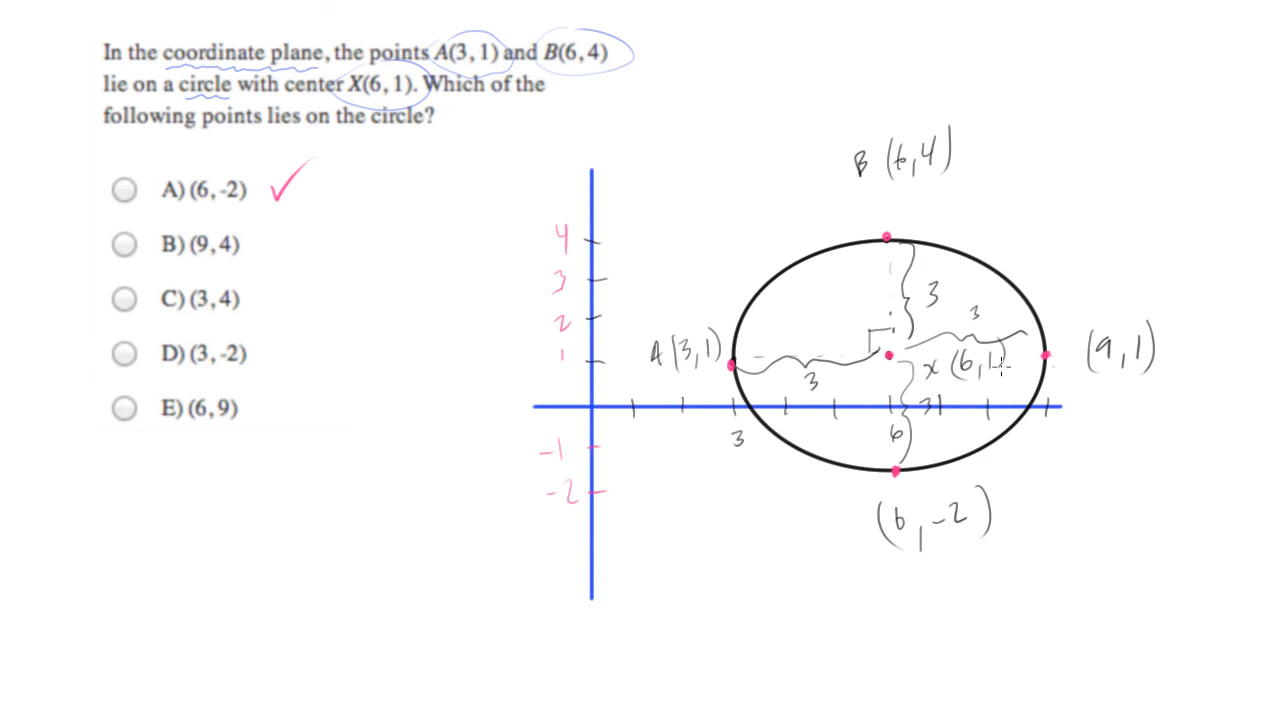 In the coordinate plane, the points A(3, 1) and B(6,4)
lie on a circle with center X(6, 1). Which of the
following points lies on the circle?
A) (6, -2)
B) (9, 4)
C) (3, 4)
D) (3, -2)
E) (6, 9)
B (6,4)
4
3
2
1
-1
-2
A(3,1)
3
3
3
x (6,1)
(9,1)
3
3
6
(6,-2)